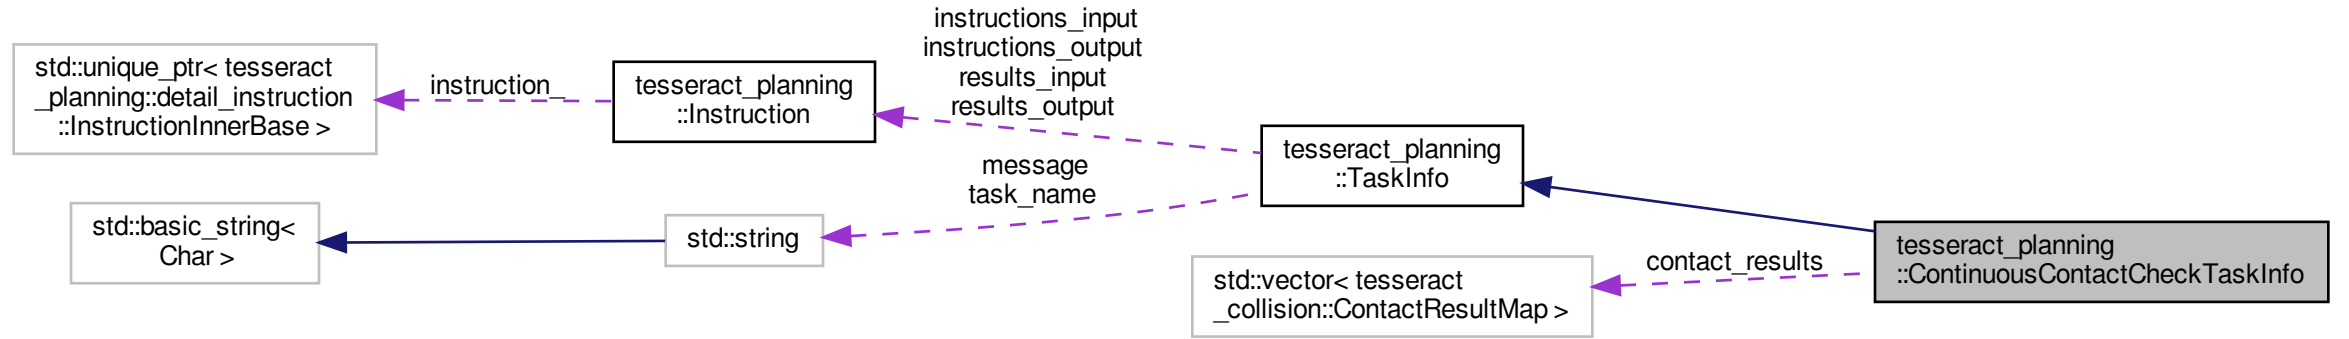 std::unique_ptr< tesseract
_planning::detail_instruction
::InstructionInnerBase >
instruction_
tesseract_planning
::Instruction
instructions_input
instructions_output
results_input
results_output
tesseract_planning
::TaskInfo
message
task_name
std::basic_string<
Char >
std::string
std::vector< tesseract
_collision::ContactResultMap >
contact_results
tesseract_planning
::ContinuousContactCheckTaskInfo